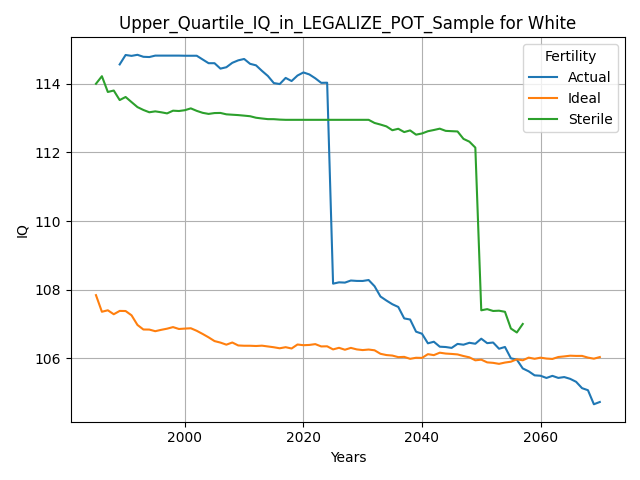 Upper_Quartile_IQ_in_LEGALIZE_POT_Sample for White
Fertility
Actual
Ideal
Sterile
114
112
110
108
106
IQ
2000
2020
2040
2060
Years